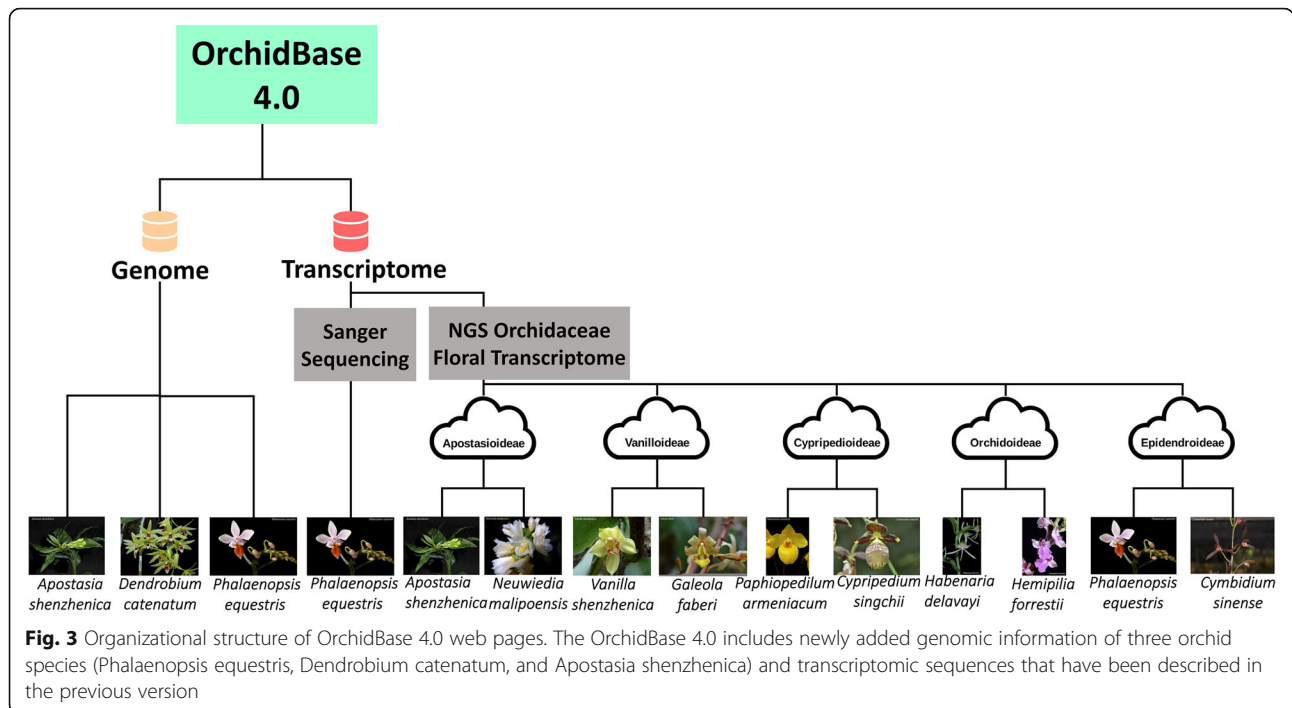 OrchidBase
4.0
Genome
Transcriptome
Sanger
Sequencing
NGS Orchidaceae
Floral Transcriptome
Apostasioideae
Vanilloideae
Cypripedioideae
Orchidoideae
Epidendroideae
Apostasia
shenzhenica
Dendrobium
catenatum
Phalaenopsis
equestris
Phalaenopsis
equestris
Apostasia
shenzhenica
Neuwiedia
malipoensis
Vanilla
shenzhenica
Galeola
faberi
Paphiopedilum
armeniacum
Cypripedium
singchii
Habenaria
delavayi
Hemipilia
forrestii
Phalaenopsis
equestris
Cymbidium
sinense
Fig. 3 Organizational structure of OrchidBase 4.0 web pages. The OrchidBase 4.0 includes newly added genomic information of three orchid
species (Phalaenopsis equestris, Dendrobium catenatum, and Apostasia shenzhenica) and transcriptomic sequences that have been described in
the previous version